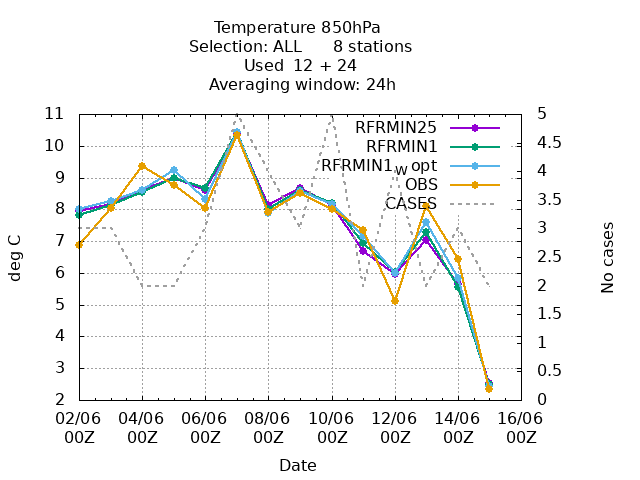 Temperature 850hPa
Selection: ALL 8 stations
Used 12 + 24
Averaging window: 24h
11
10
9
8
7
6
5
4
3
2
deg C
RFRMIN25
RFRMIN1
RFRMIN1wopt
OBS
CASES
5
4.5
4
3.5
3
2.5
2
1.5
1
0.5
0
No cases
02/06 04/06 06/06 08/06 10/06 12/06 14/06 16/06
00Z 00Z 00Z 00Z 00Z 00Z 00Z 00Z
Date